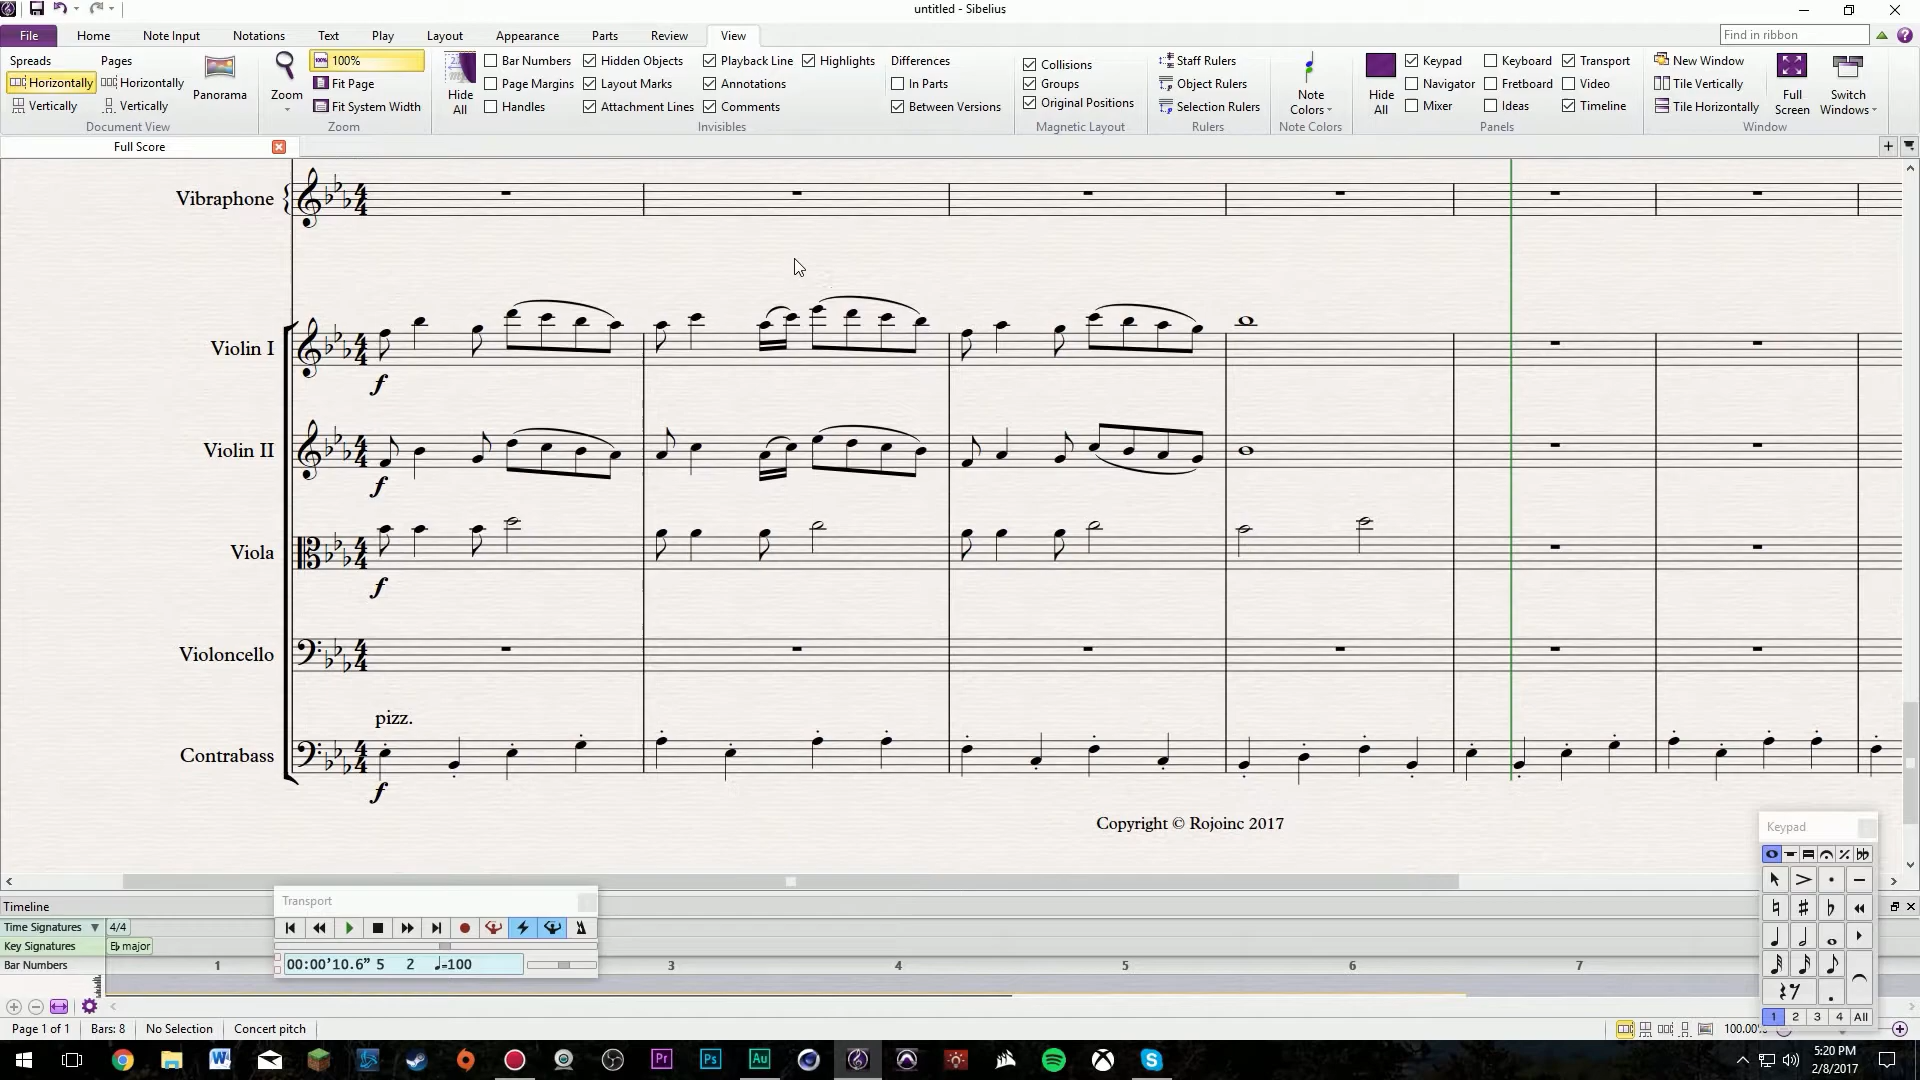 untitled - Sibelius
File Home Note Input Notations Text Play Layout Appearance Parts Review View Find in ribbon
Spreads Pages 100% Bar Numbers Hidden Objects Playback Line Highlights Differences Collisions Staff Rulers Keypad Keyboard Transport New Window
Horizontally Horizontally Panorama Zoom Fit Page Hide All Page Margins Layout Marks Annotations In Parts Groups Object Rulers Note Colors Hide All Navigator Fretboard Video Tile Vertically Full Screen Switch Windows
Vertically Vertically Fit System Width Handles Attachment Lines Comments Between Versions Original Positions Selection Rulers Mixer Ideas Timeline Tile Horizontally
Document View Zoom Invisibles Magnetic Layout Rulers Note Colors Panels Window
Full Score
Vibraphone
Violin I
f
Violin II
f
Viola
f
Violoncello
pizz.
Contrabass
f
Copyright © Rojoinc 2017
Keypad
Transport
Timeline
Time Signatures 4/4
Key Signatures E♭ major
00:00'10.6" 5 2 ♩=100
Bar Numbers 1 3 4 5 6 7
1 2 3 4 All
Page 1 of 1 Bars: 8 No Selection Concert pitch 100.00%
5:20 PM
2/8/2017